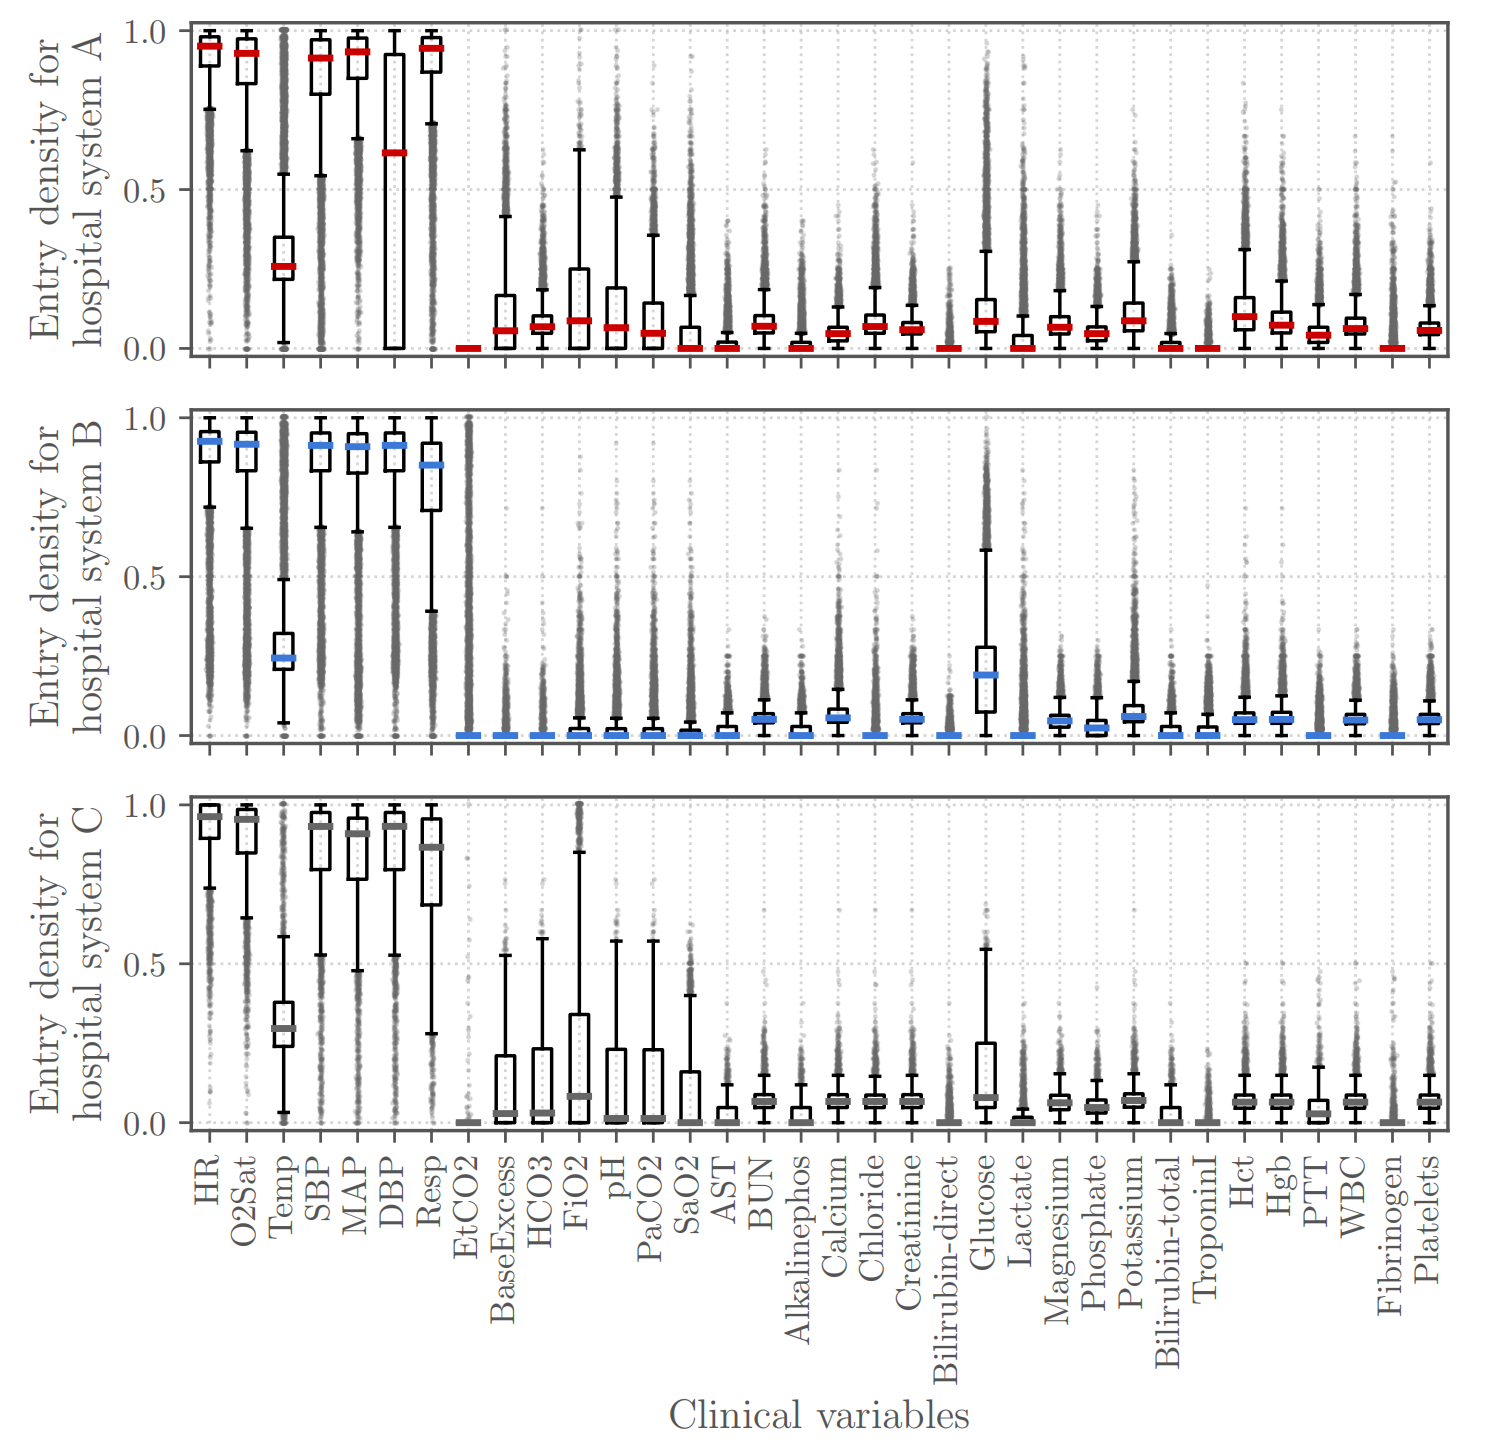 Entry density for
hospital system A
1.0
0.5
0.0
Entry density for
hospital system B
1.0
0.5
0.0
Entry density for
hospital system C
1.0
0.5
0.0
HR
O2Sat
Temp
SBP
MAP
DBP
Resp
EtCO2
BaseExcess
HCO3
FiO2
pH
PaCO2
SaO2
AST
BUN
Alkalinephos
Calcium
Chloride
Creatinine
Bilirubin-direct
Glucose
Lactate
Magnesium
Phosphate
Potassium
Bilirubin-total
TroponinI
Hct
Hgb
PTT
WBC
Fibrinogen
Platelets
Clinical variables